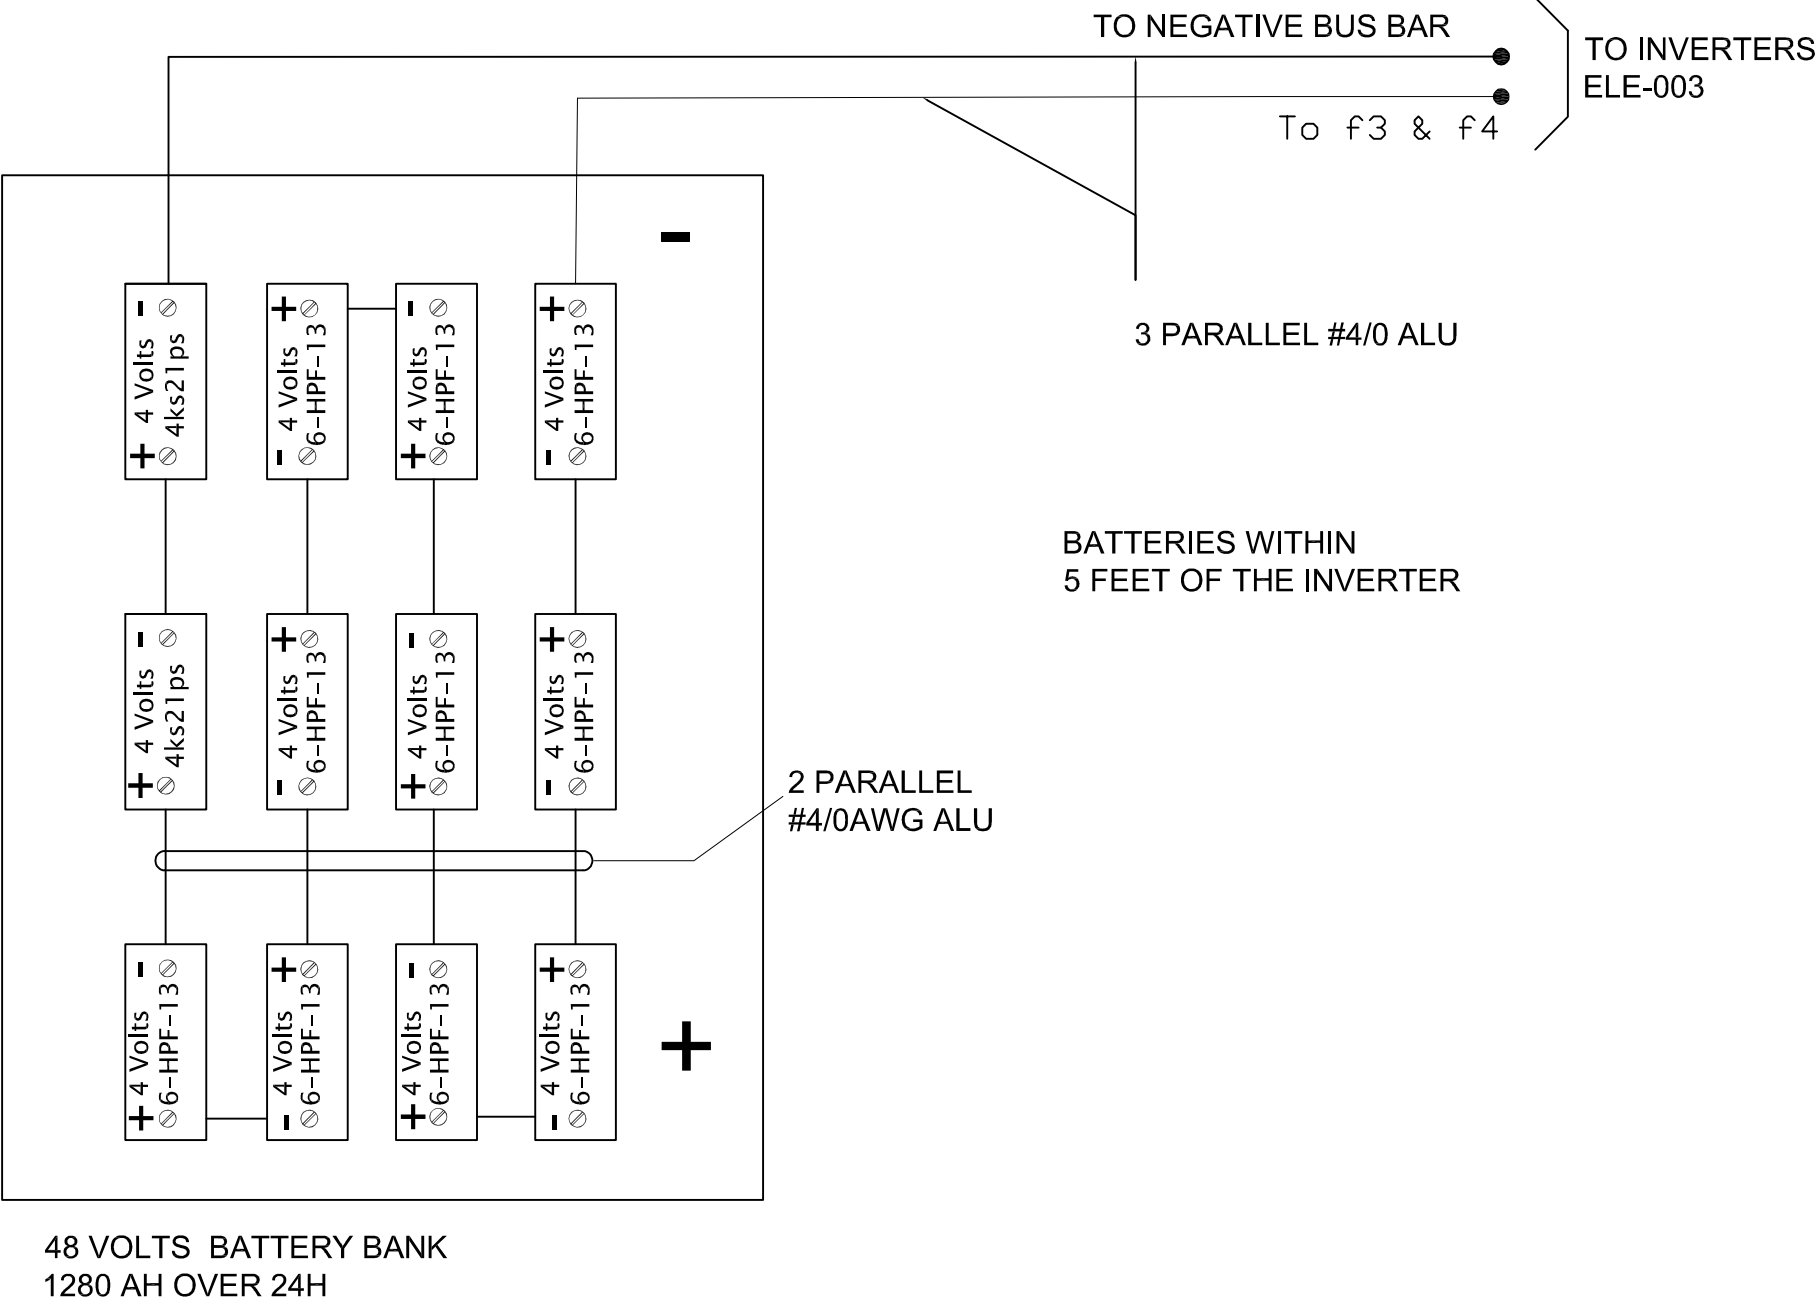 TO NEGATIVE BUS BAR
TO INVERTERS
ELE-003
To f3 & f4
-
- 4 Volts +
4ks21ps
+ 4 Volts -
6-HPF-13
- 4 Volts +
6-HPF-13
+ 4 Volts -
6-HPF-13
3 PARALLEL #4/0 ALU
BATTERIES WITHIN
5 FEET OF THE INVERTER
- 4 Volts +
4ks21ps
+ 4 Volts -
6-HPF-13
- 4 Volts +
6-HPF-13
+ 4 Volts -
6-HPF-13
2 PARALLEL
#4/0AWG ALU
- 4 Volts +
6-HPF-13
+ 4 Volts -
6-HPF-13
- 4 Volts +
6-HPF-13
+ 4 Volts -
6-HPF-13
+
48 VOLTS BATTERY BANK
1280 AH OVER 24H